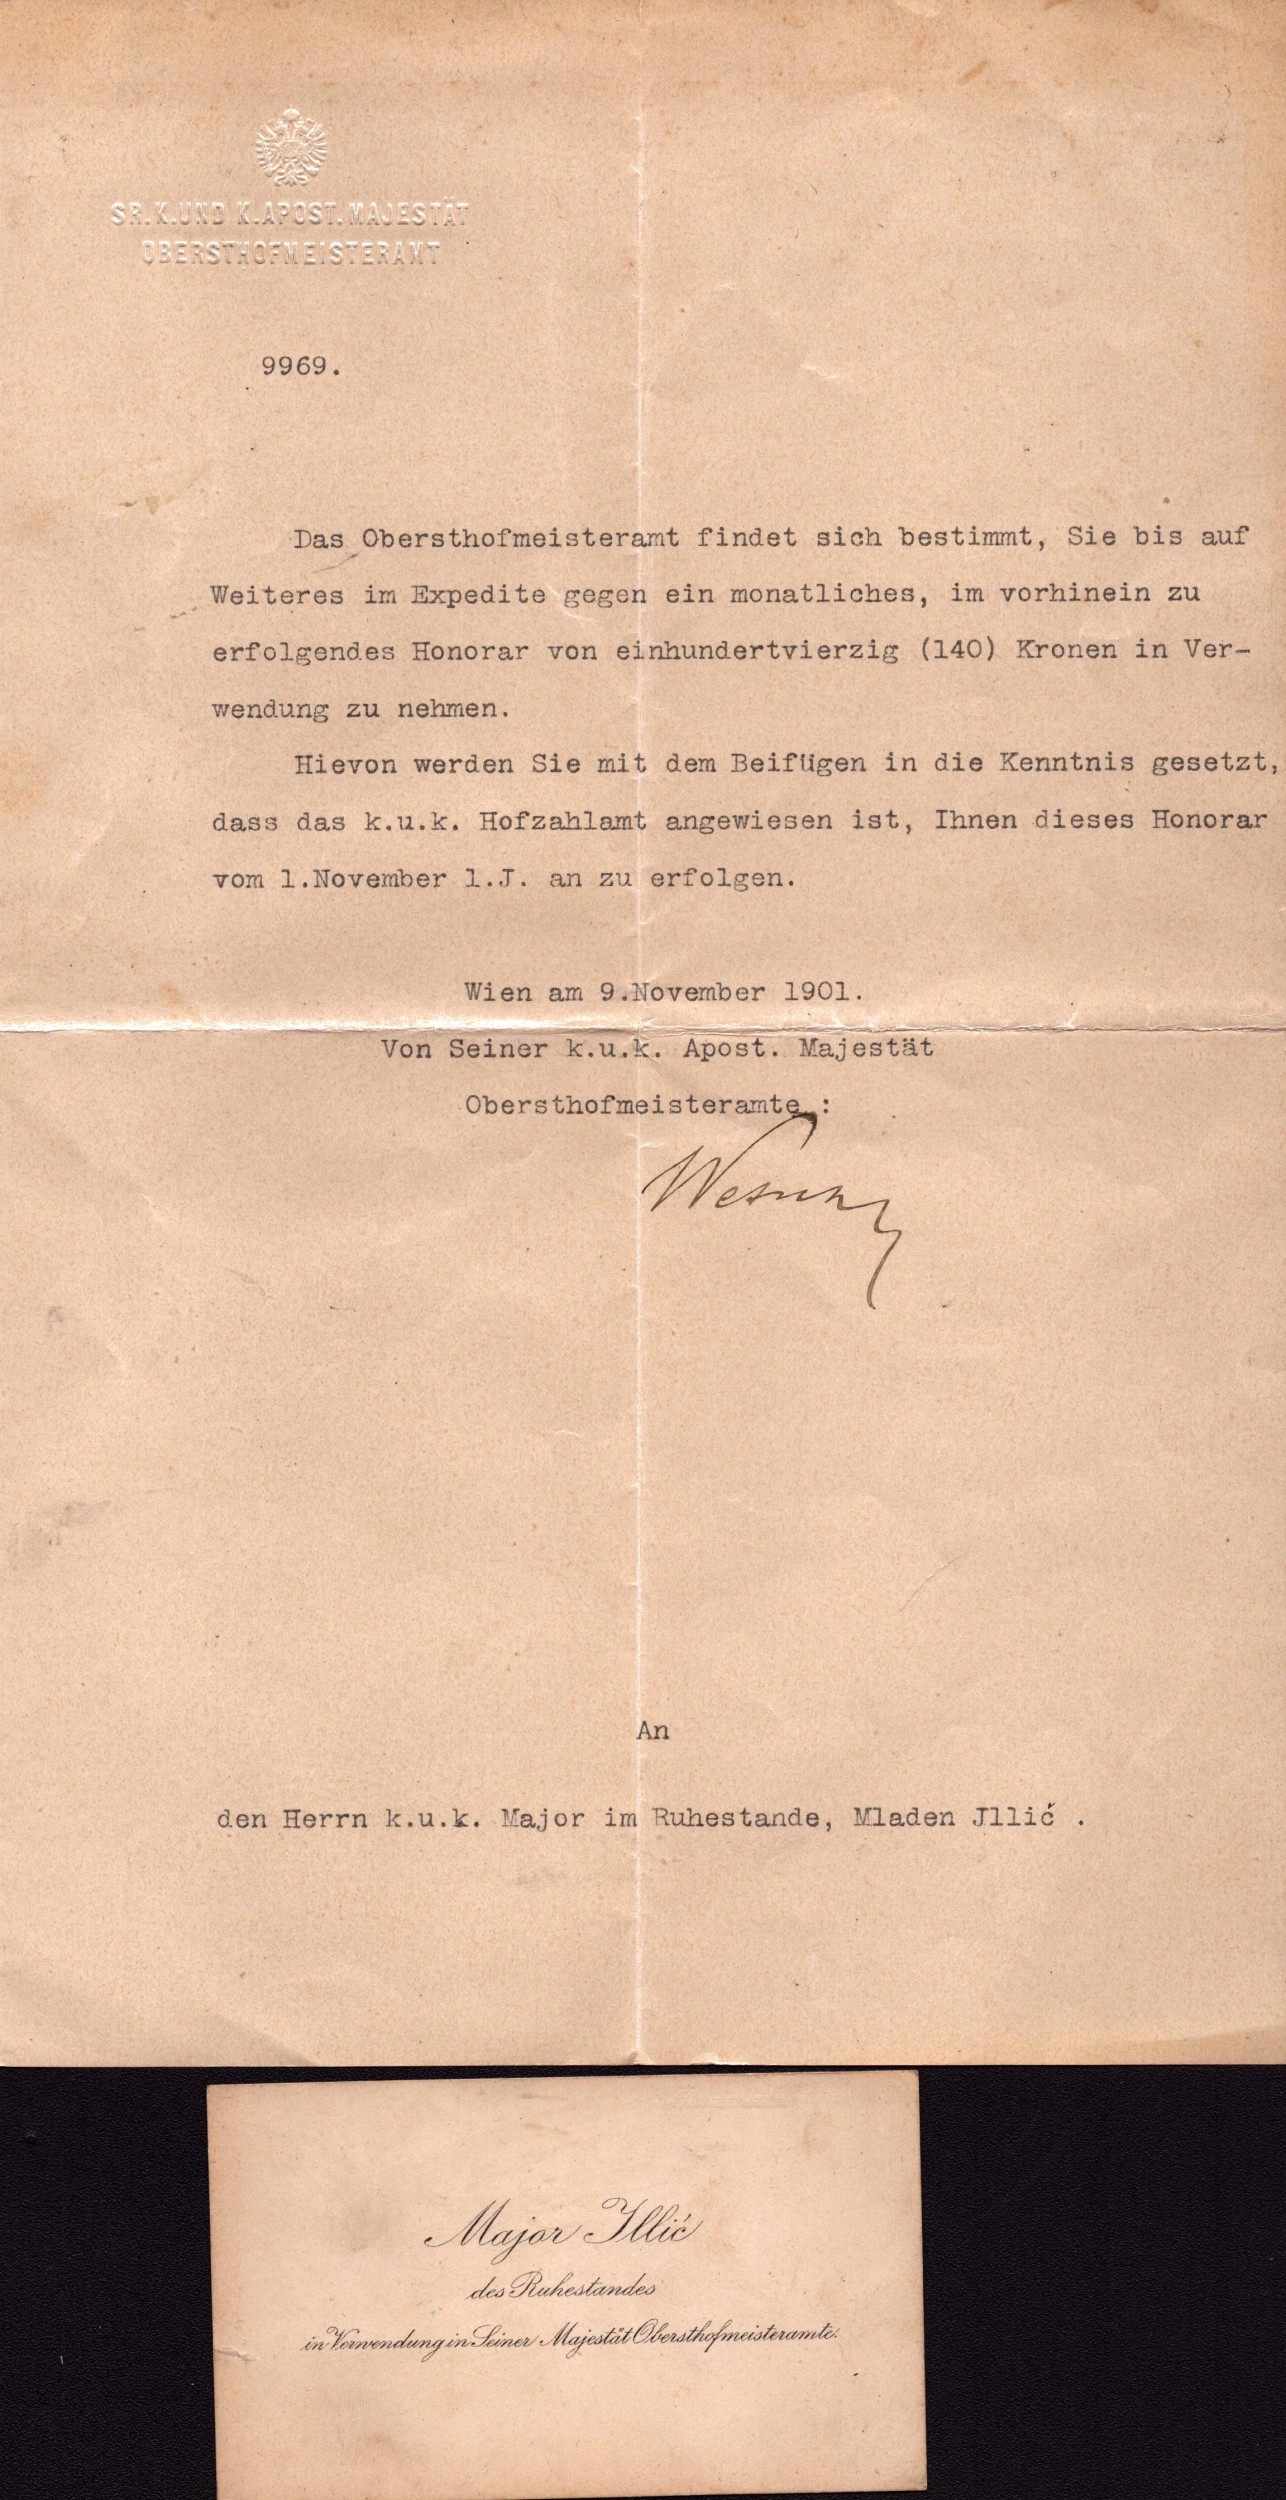 SR. K. UND K. APOST. MAJESTÄT
OBERSTHOFMEISTERAMT
9969.
Das Obersthofmeisteramt findet sich bestimmt, Sie bis auf
Weiteres im Expedite gegen ein monatliches, im vorhinein zu
erfolgendes Honorar von einhundertvierzig (140) Kronen in Ver-
wendung zu nehmen.
Hievon werden Sie mit dem Beifügen in die Kenntnis gesetzt,
dass das k.u.k. Hofzahlamt angewiesen ist, Ihnen dieses Honorar
vom 1.November l.J. an zu erfolgen.
Wien am 9.November 1901.
Von Seiner k.u.k. Apost. Majestät
Obersthofmeisteramte :
An
den Herrn k.u.k. Major im Ruhestande, Mladen Jllić .
Major Illić
des Ruhestandes
in Verwendung in Seiner Majestät Obersthofmeisteramte.